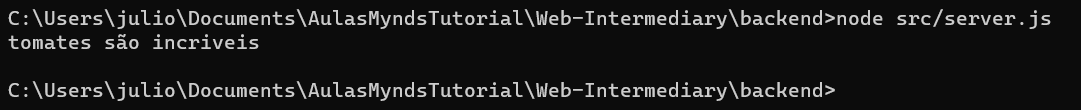 C:\Users\julio\Documents\AulasMyndsTutorial\Web-Intermediary\backend>node src/server.js
tomates são incriveis
C:\Users\julio\Documents\AulasMyndsTutorial\Web-Intermediary\backend>